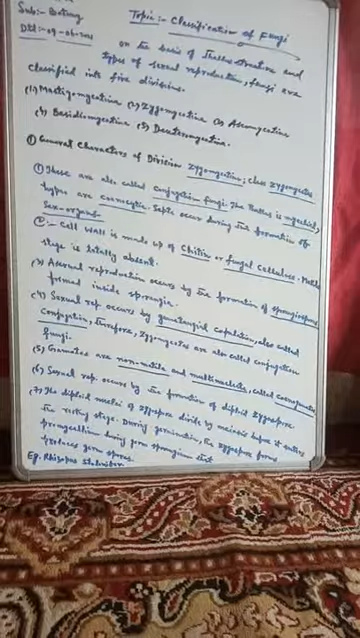 Sub:- Botany
Topic:- Classification of Fungi
Dtd:-09-06-202
on the basis of Thallus structure and
types of sexual reproduction, fungi are
classified into five divisions.
(1) Mastigomycotina (2) Zygomycotina (3) Ascomycotina
(4) Basidiomycotina (5) Deuteromycotina.
① General Characters of Division Zygomycotina; class Zygomycetes
① These are also called conjugation fungi. The thallus is mycelial,
hyphae are coenocytic. Septa occur during the formation of
Sex-organs
②:- Cell wall is made up of Chitin or fungal Cellulose. Motile
stage is totally absent.
(3) Asexual reproduction occurs by the formation of sporangiospores
formed inside sporangia.
(4) Sexual rep. occurs by gametangial copulation, also called
Conjugation, therefore, Zygomycetes are also called conjugation
fungi.
(5) Gametes are non-motile and multinucleate, called coenogametes
(6) Sexual rep. occurs by the formation of diploid Zygospore
(7) The diploid nuclei of zygospore divide by meiosis before it enters
the resting stage. During germination, the zygospore forms
promycelium bearing germ sporangium that
produces germ spores.
Eg. Rhizopus stolonifer